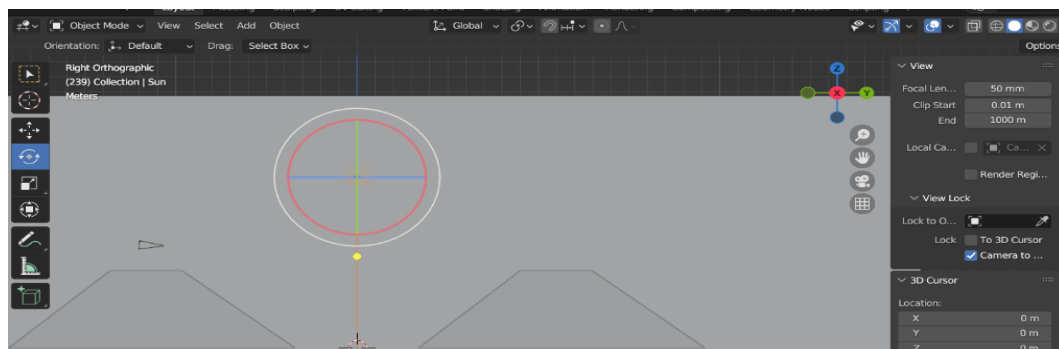 Object Mode View Select Add Object Global
Orientation: Default Drag: Select Box Options
Right Orthographic
(239) Collection | Sun
Meters
Z
X
Y
View
Focal Len... 50 mm
Clip Start 0.01 m
End 1000 m
Local Ca... Ca...
Render Regi...
View Lock
Lock to O...
Lock To 3D Cursor
Camera to ...
3D Cursor
Location:
X 0 m
Y 0 m
Z 0 m